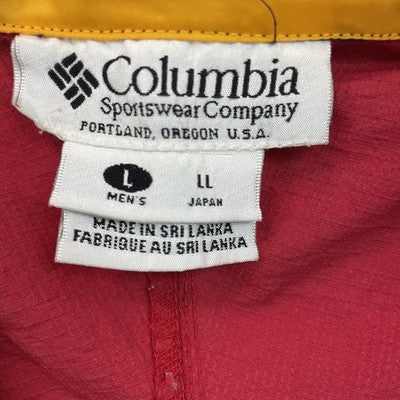 Columbia
Sportswear Company
PORTLAND, OREGON U.S.A.
L LL
MEN'S JAPAN
MADE IN SRI LANKA
FABRIQUE AU SRI LANKA